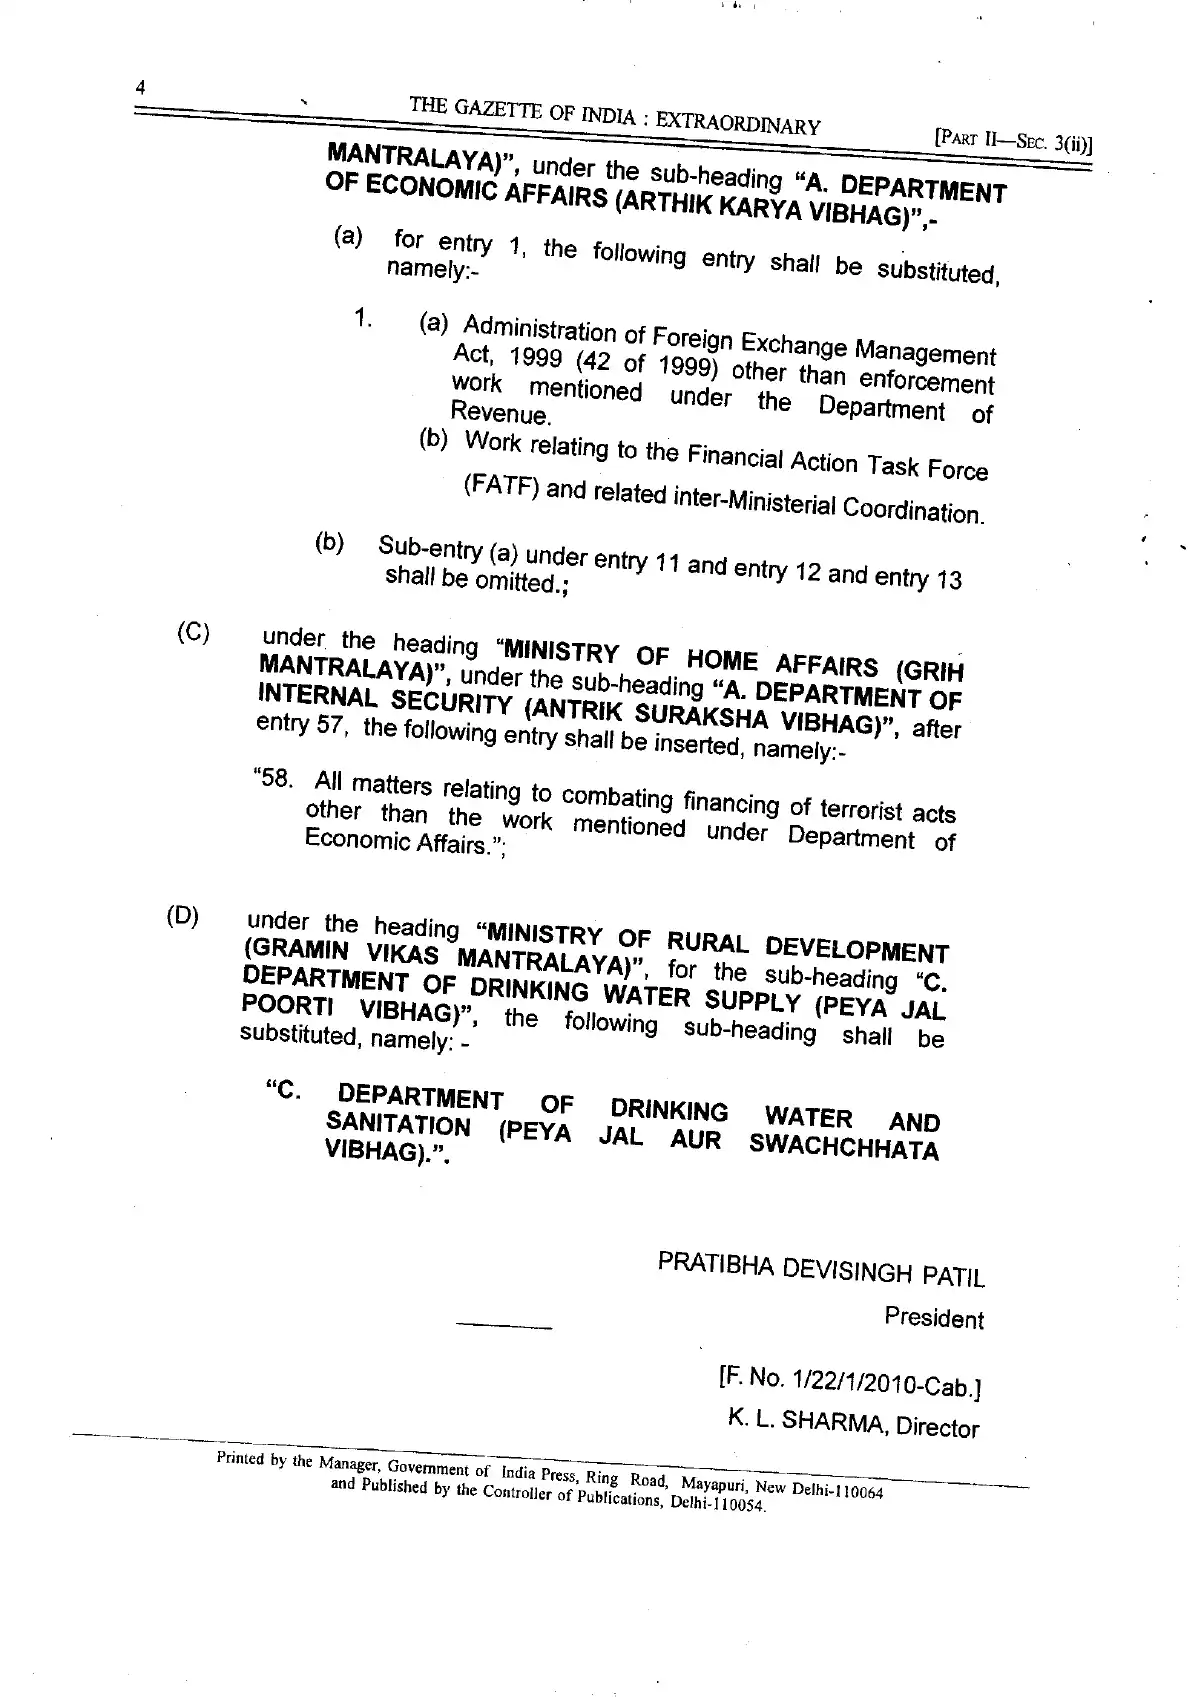 4
THE GAZETTE OF INDIA : EXTRAORDINARY
[PART II—SEC. 3(ii)]
MANTRALAYA)”, under the sub-heading “A. DEPARTMENT
OF ECONOMIC AFFAIRS (ARTHIK KARYA VIBHAG)”,-
(a) for entry 1, the following entry shall be substituted,
namely:-
1. (a) Administration of Foreign Exchange Management
Act, 1999 (42 of 1999) other than enforcement
work mentioned under the Department of
Revenue.
(b) Work relating to the Financial Action Task Force
(FATF) and related inter-Ministerial Coordination.
(b) Sub-entry (a) under entry 11 and entry 12 and entry 13
shall be omitted.;
(C) under the heading “MINISTRY OF HOME AFFAIRS (GRIH
MANTRALAYA)”, under the sub-heading “A. DEPARTMENT OF
INTERNAL SECURITY (ANTRIK SURAKSHA VIBHAG)”, after
entry 57, the following entry shall be inserted, namely:-
“58. All matters relating to combating financing of terrorist acts
other than the work mentioned under Department of
Economic Affairs.”;
(D) under the heading “MINISTRY OF RURAL DEVELOPMENT
(GRAMIN VIKAS MANTRALAYA)”, for the sub-heading “C.
DEPARTMENT OF DRINKING WATER SUPPLY (PEYA JAL
POORTI VIBHAG)”, the following sub-heading shall be
substituted, namely: -
“C. DEPARTMENT OF DRINKING WATER AND
SANITATION (PEYA JAL AUR SWACHCHHATA
VIBHAG).”.
PRATIBHA DEVISINGH PATIL
President
[F. No. 1/22/1/2010-Cab.]
K. L. SHARMA, Director
Printed by the Manager, Government of India Press, Ring Road, Mayapuri, New Delhi-110064
and Published by the Controller of Publications, Delhi-110054.